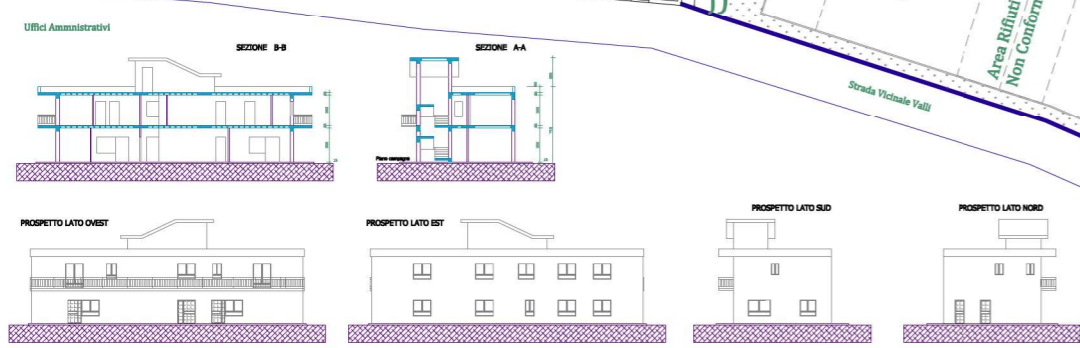 Uffici Ammnistrativi
SEZIONE B-B
SEZIONE A-A
Area Rifiuti
Non Conform
Strada Vicinale Valli
Piano campagna
PROSPETTO LATO OVEST
PROSPETTO LATO EST
PROSPETTO LATO SUD
PROSPETTO LATO NORD